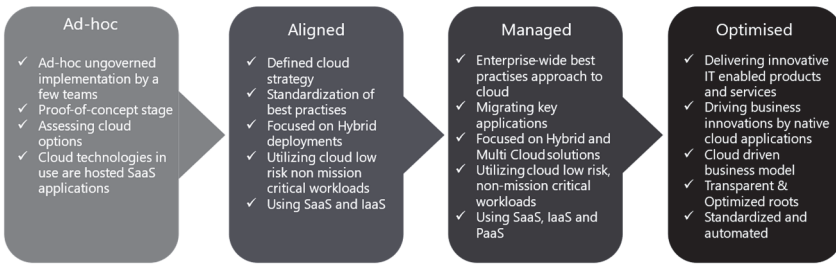 Ad-hoc
✓ Ad-hoc ungoverned
implementation by a
few teams
✓ Proof-of-concept stage
✓ Assessing cloud
options
✓ Cloud technologies in
use are hosted SaaS
applications
Aligned
✓ Defined cloud
strategy
✓ Standardization of
best practises
✓ Focused on Hybrid
deployments
✓ Utilizing cloud low
risk non mission
critical workloads
✓ Using SaaS and IaaS
Managed
✓ Enterprise-wide best
practises approach to
cloud
✓ Migrating key
applications
✓ Focused on Hybrid and
Multi Cloud solutions
✓ Utilizing cloud low risk,
non-mission critical
workloads
✓ Using SaaS, IaaS and
PaaS
Optimised
✓ Delivering innovative
IT enabled products
and services
✓ Driving business
innovations by native
cloud applications
✓ Cloud driven
business model
✓ Transparent &
Optimized roots
✓ Standardized and
automated